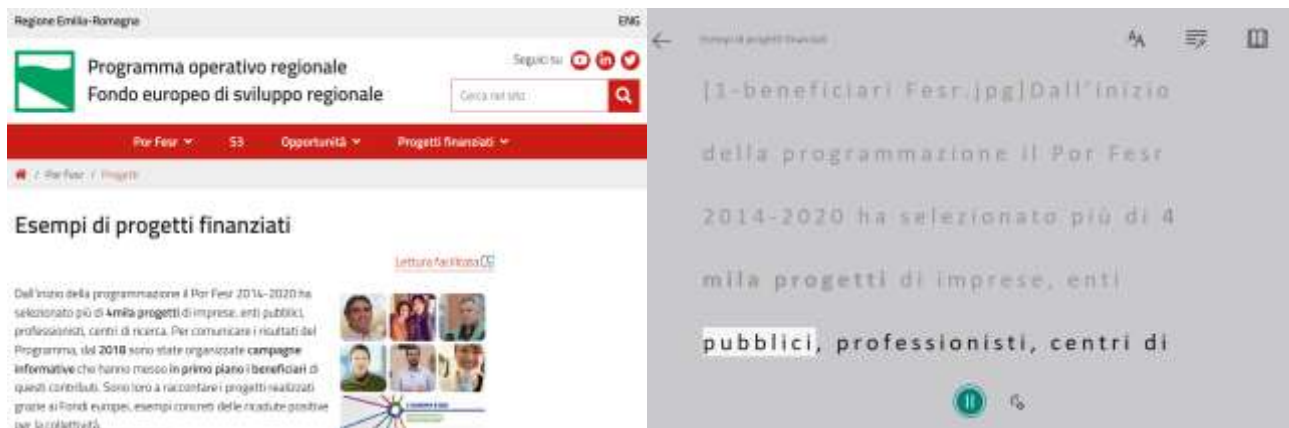 Regione Emilia-Romagna
ENG
Programma operativo regionale
Fondo europeo di sviluppo regionale
Seguici su
Cerca nel sito
Por Fesr
S3
Opportunità
Progetti finanziati
/ Por Fesr / Progetti
Esempi di progetti finanziati
Lettura facilitata
Dall'inizio della programmazione il Por Fesr 2014-2020 ha
selezionato più di 4mila progetti di imprese, enti pubblici,
professionisti, centri di ricerca. Per comunicare i risultati del
Programma, dal 2018 sono state organizzate campagne
informative che hanno messo in primo piano i beneficiari di
questi contributi. Sono loro a raccontare i progetti realizzati
grazie ai Fondi europei, esempi concreti delle ricadute positive
per la collettività.
Esempi di progetti finanziati
[1-beneficiari Fesr.jpg]Dall'inizio
della programmazione il Por Fesr
2014-2020 ha selezionato più di 4
mila progetti di imprese, enti
pubblici, professionisti, centri di